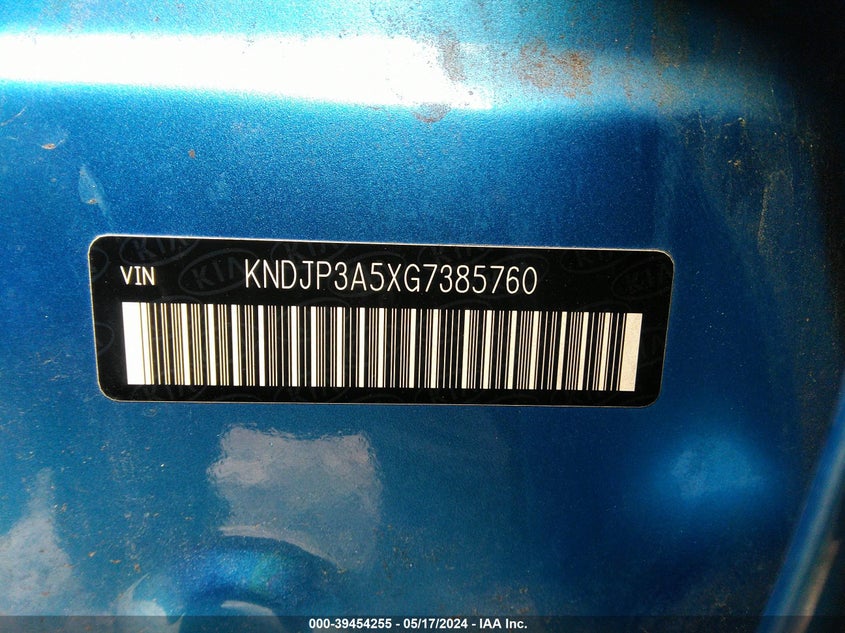 VIN KNDJP3A5XG7385760
000-39454255 - 05/17/2024 - IAA Inc.